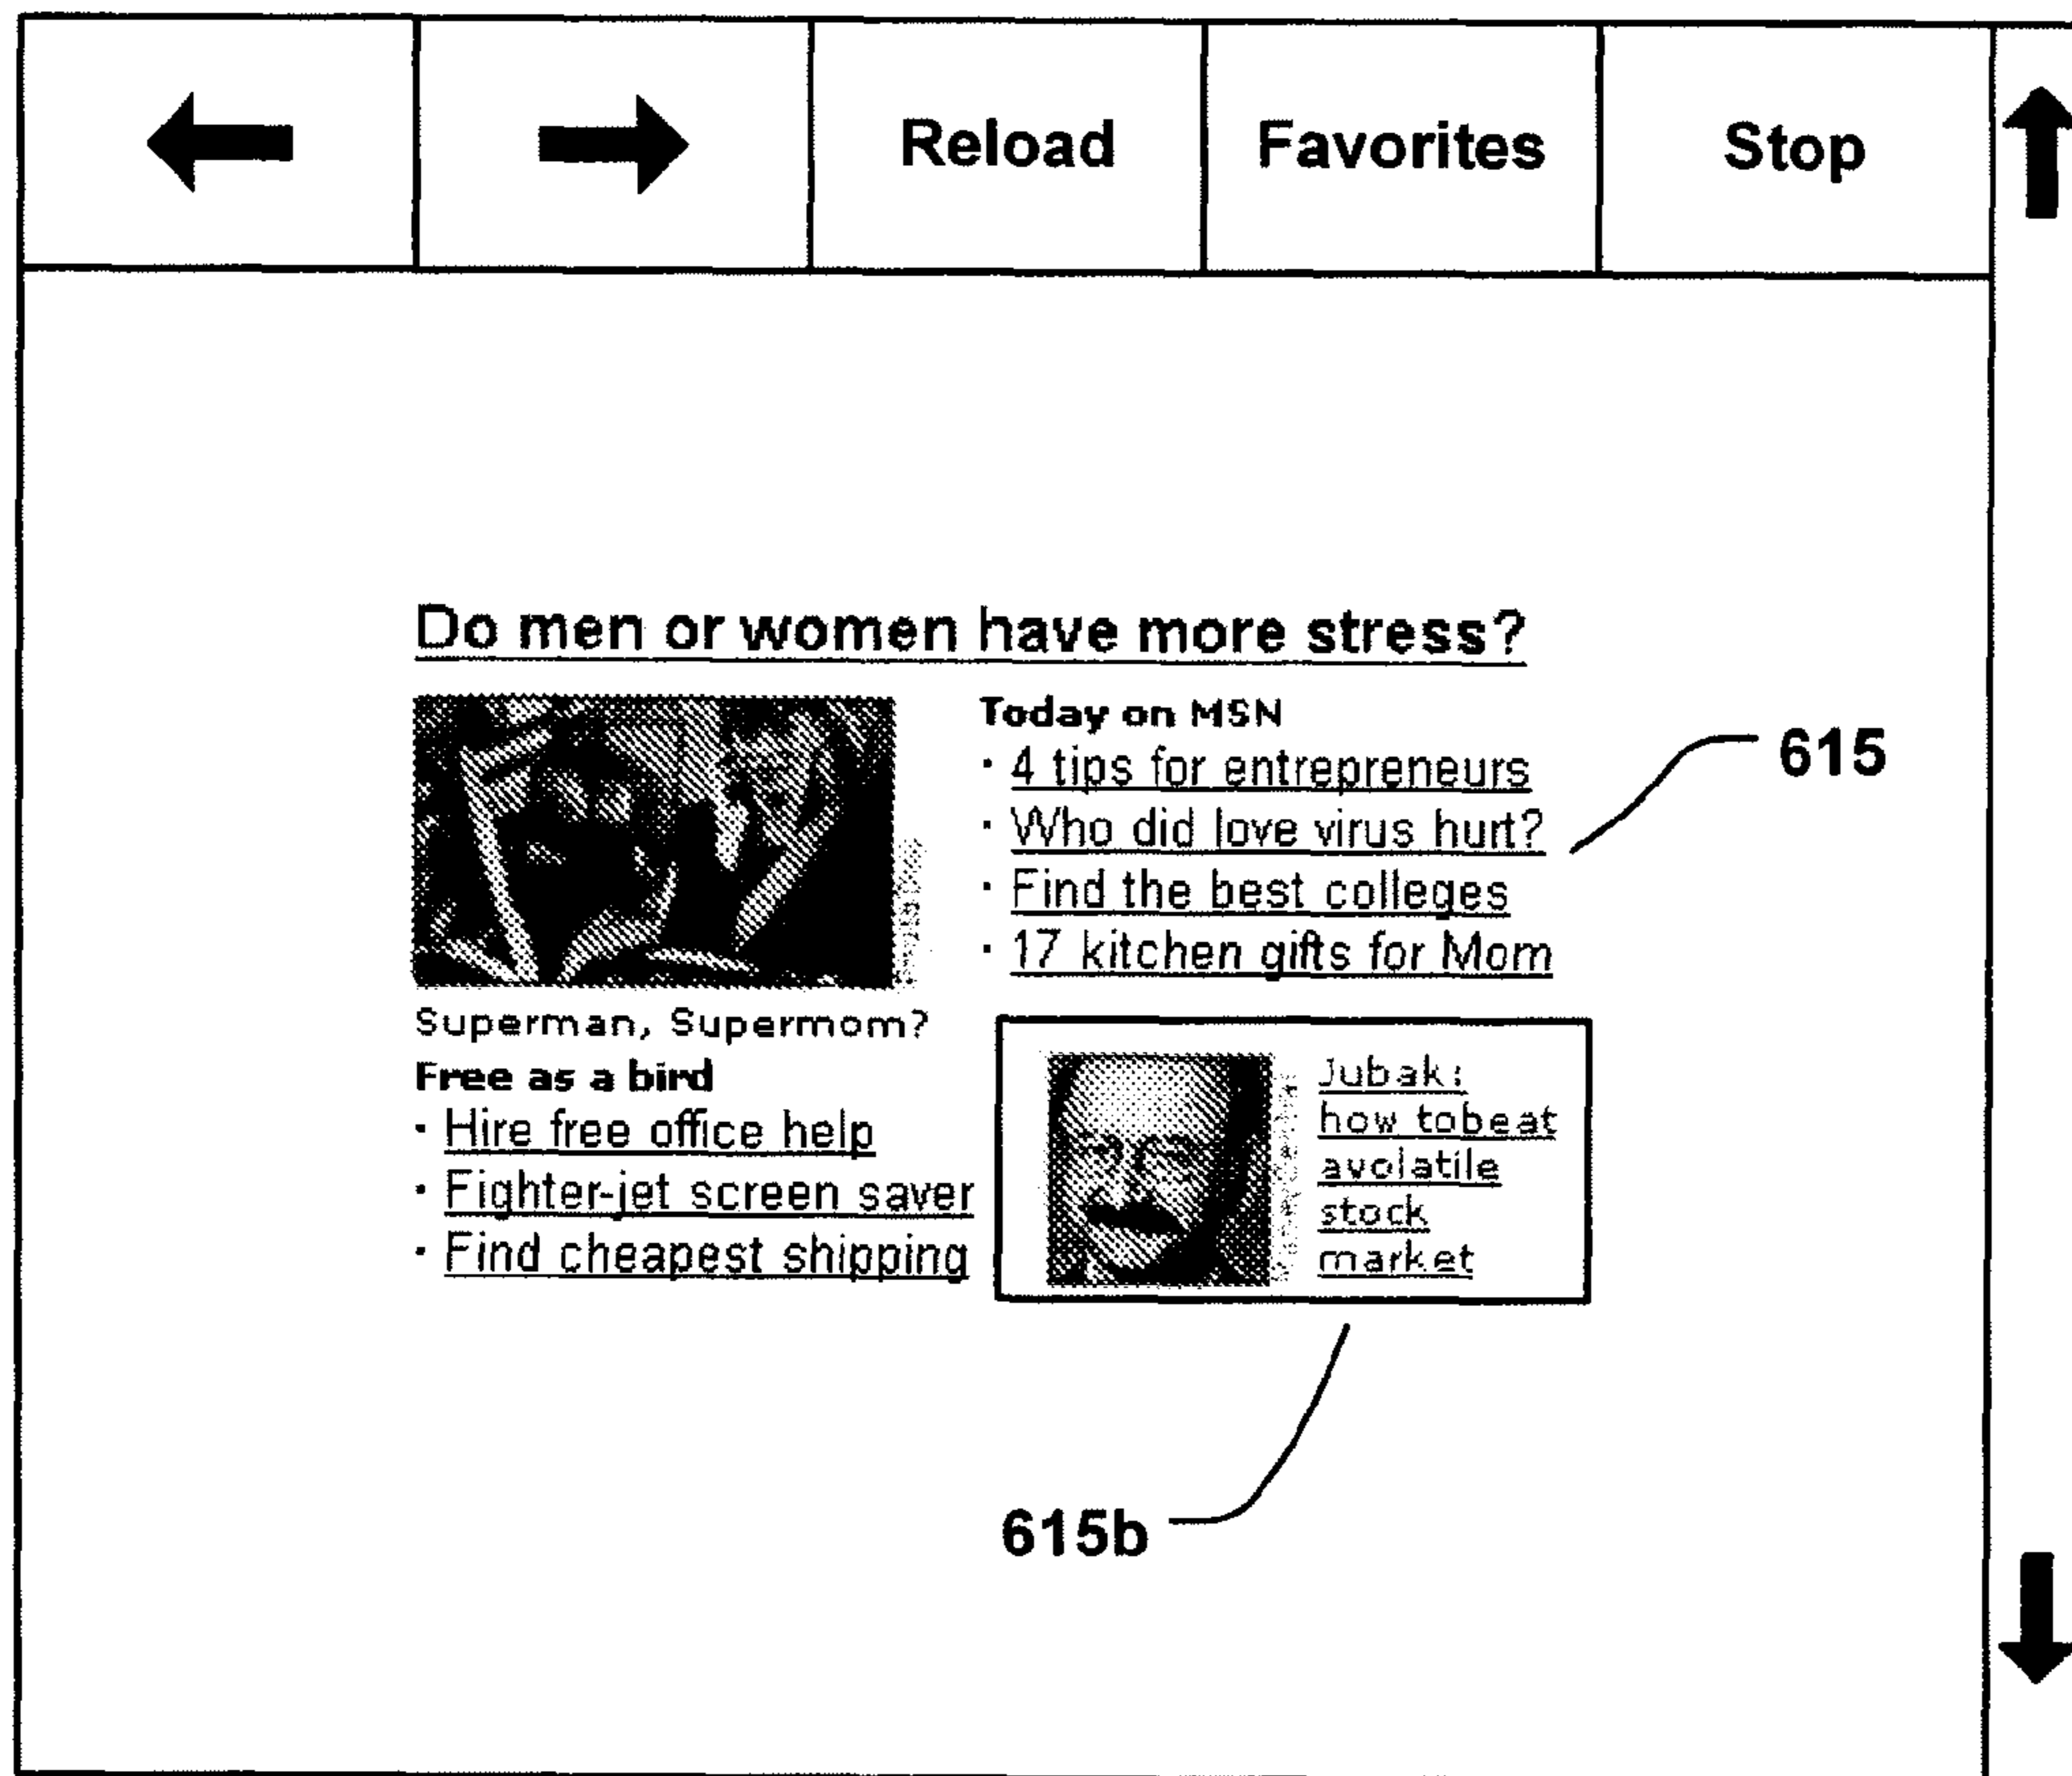 Reload Favorites Stop
Do men or women have more stress?
Today on MSN
· 4 tips for entrepreneurs
· Who did love virus hurt?
· Find the best colleges
· 17 kitchen gifts for Mom
615
Superman, Supermom?
Free as a bird
· Hire free office help
· Fighter-jet screen saver
· Find cheapest shipping
Jubak:
how tobeat
avolatile
stock
market
615b